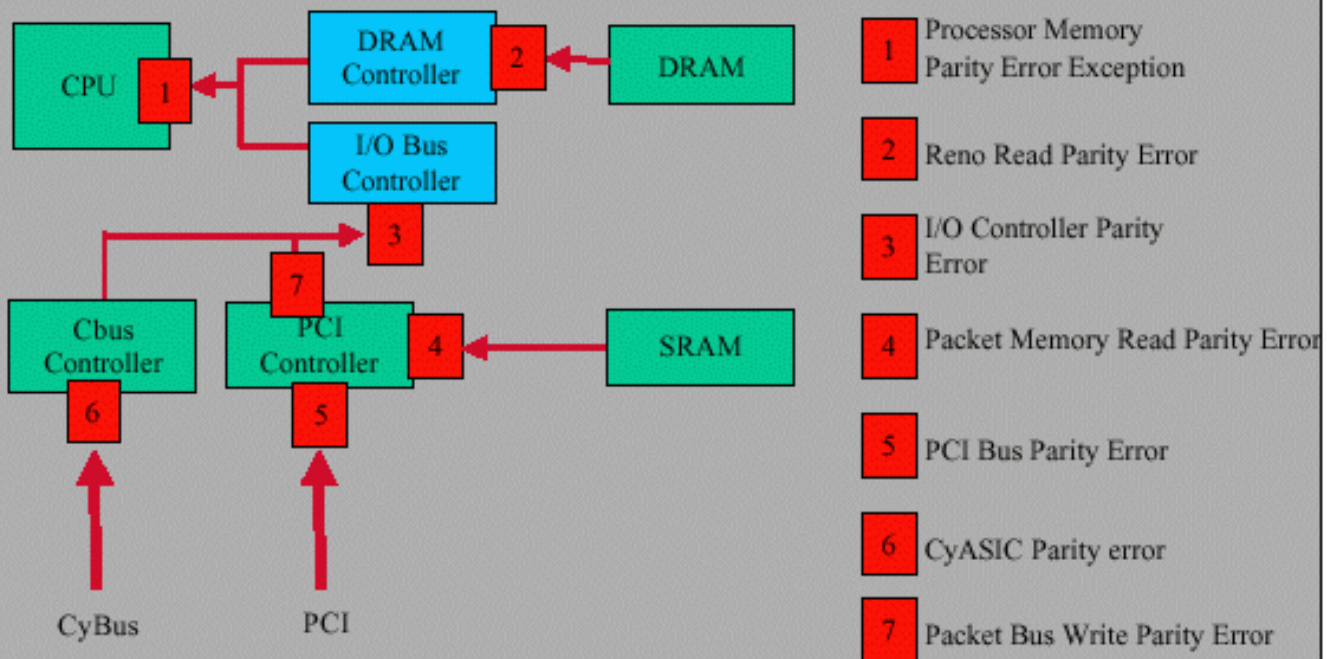 CPU
1
DRAM
Controller
2
DRAM
I/O Bus
Controller
3
7
Cbus
Controller
6
PCI
Controller
4
5
SRAM
CyBus
PCI
1 Processor Memory
Parity Error Exception
2 Reno Read Parity Error
3 I/O Controller Parity
Error
4 Packet Memory Read Parity Error
5 PCI Bus Parity Error
6 CyASIC Parity error
7 Packet Bus Write Parity Error